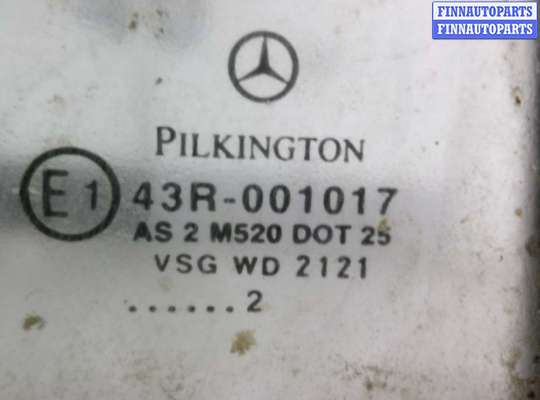 FINNAUTOPARTS
FINNAUTOPARTS
PILKINGTON
E1 43R-001017
AS 2 M520 DOT 25
VSG WD 2121
......2